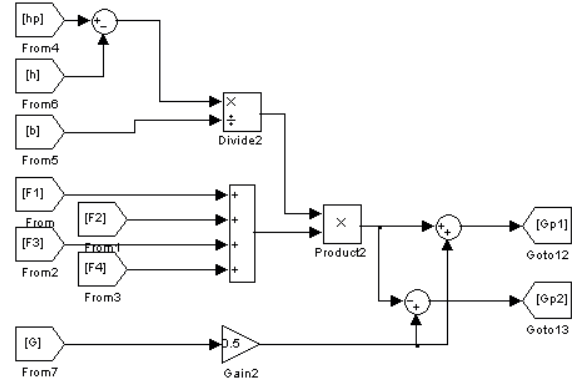 [hp]
From4
[h]
From6
[b]
From5
Divide2
[F1]
From
[F2]
From1
[F3]
From2
[F4]
From3
Product2
[Gp1]
Goto12
[Gp2]
Goto13
[G]
From7
0.5
Gain2